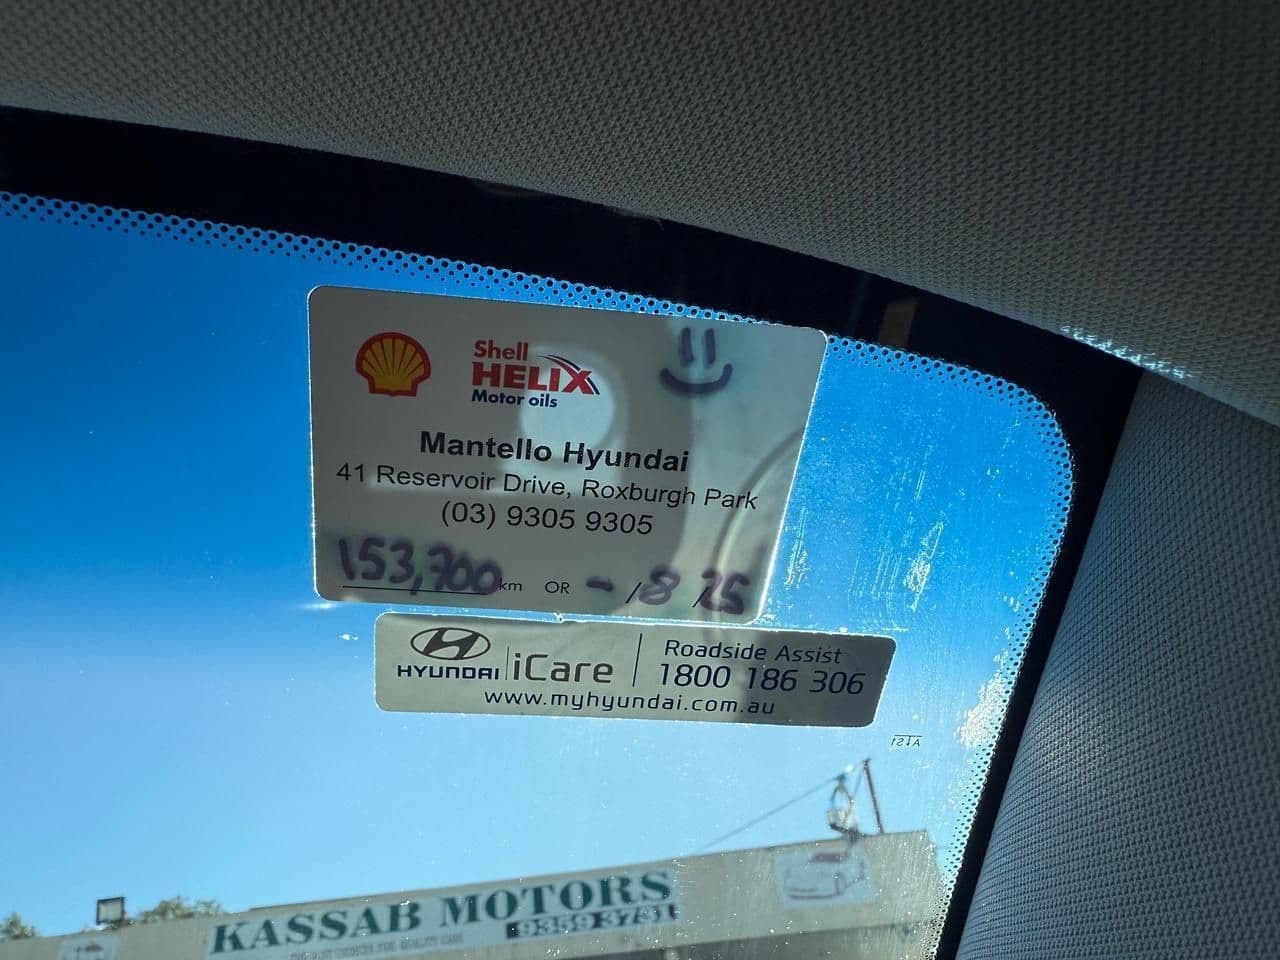 Shell
HELIX
Motor oils
Mantello Hyundai
41 Reservoir Drive, Roxburgh Park
(03) 9305 9305
153,700 km OR - /8 /25
HYUNDAI iCare
Roadside Assist
1800 186 306
www.myhyundai.com.au
KASSAB MOTORS
9359 3731